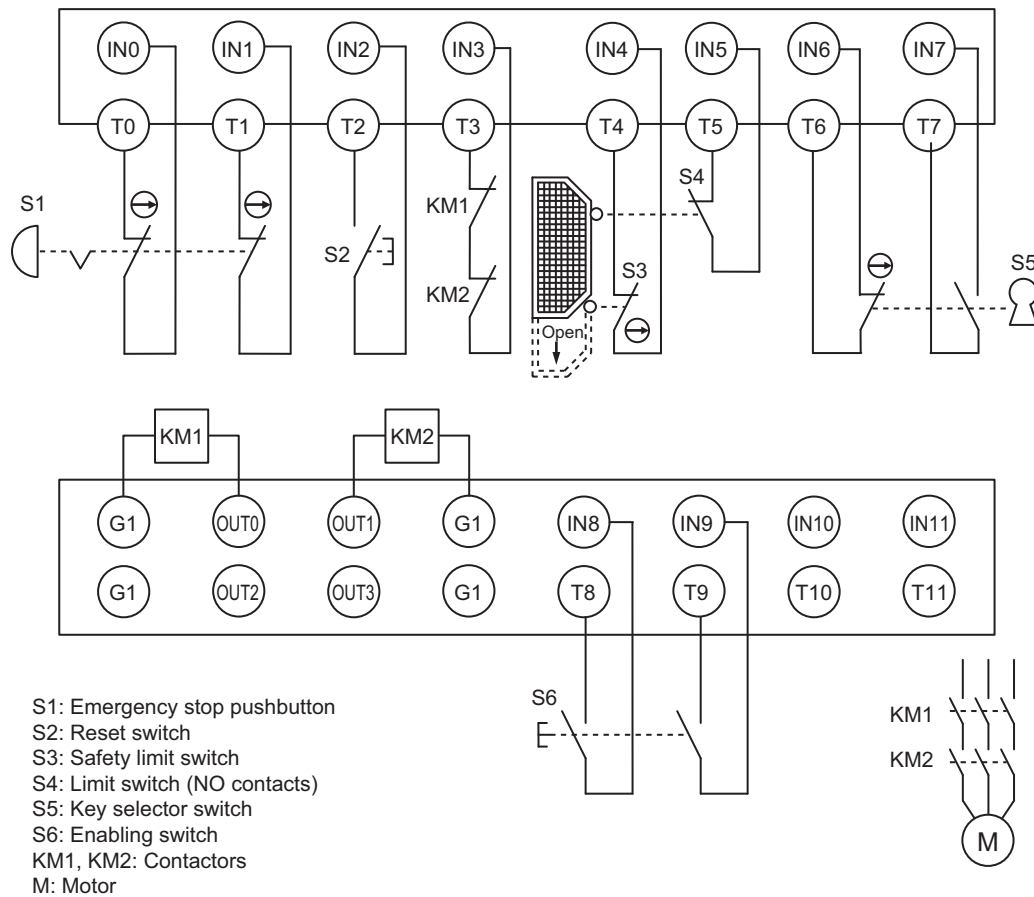 IN0 IN1 IN2 IN3 IN4 IN5 IN6 IN7
T0 T1 T2 T3 T4 T5 T6 T7
S4
S1
KM1
S2
KM2
S3
S5
Open
KM1 KM2
G1 OUT0 OUT1 G1 IN8 IN9 IN10 IN11
G1 OUT2 OUT3 G1 T8 T9 T10 T11
S6
KM1
KM2
M
S1: Emergency stop pushbutton
S2: Reset switch
S3: Safety limit switch
S4: Limit switch (NO contacts)
S5: Key selector switch
S6: Enabling switch
KM1, KM2: Contactors
M: Motor